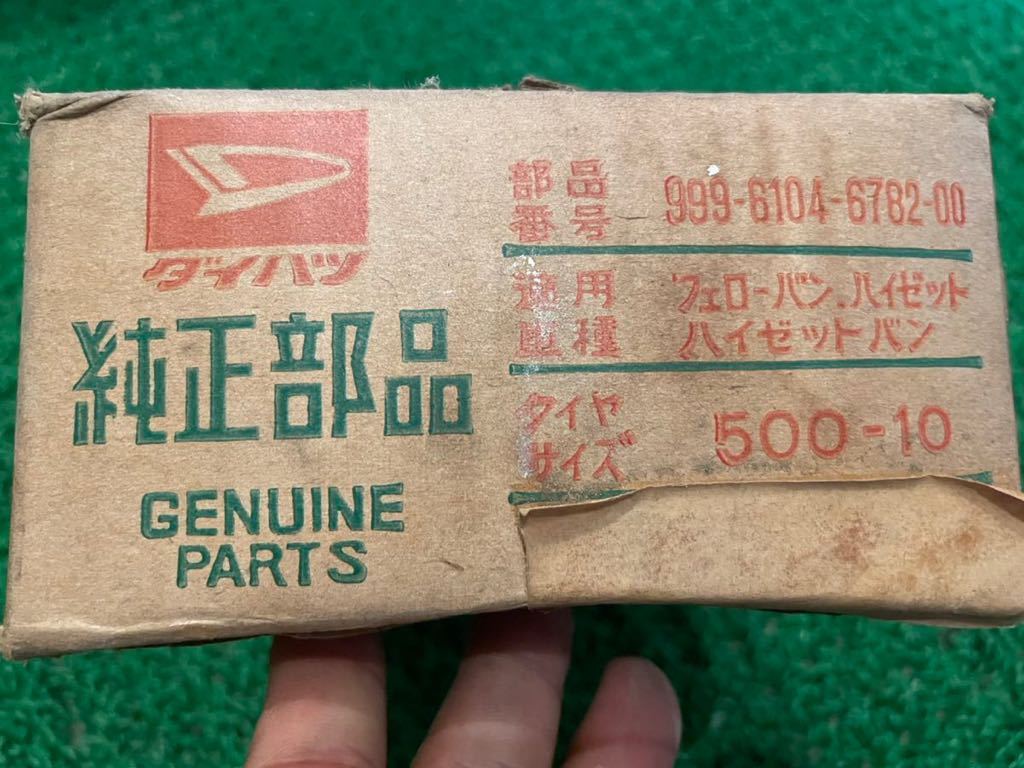 ダイハツ
純正部品
GENUINE
PARTS
部品
番号
999-6104-6782-00
適用
車種
フェローバン.ハイゼット
ハイゼットバン
タイヤ
サイズ
500-10